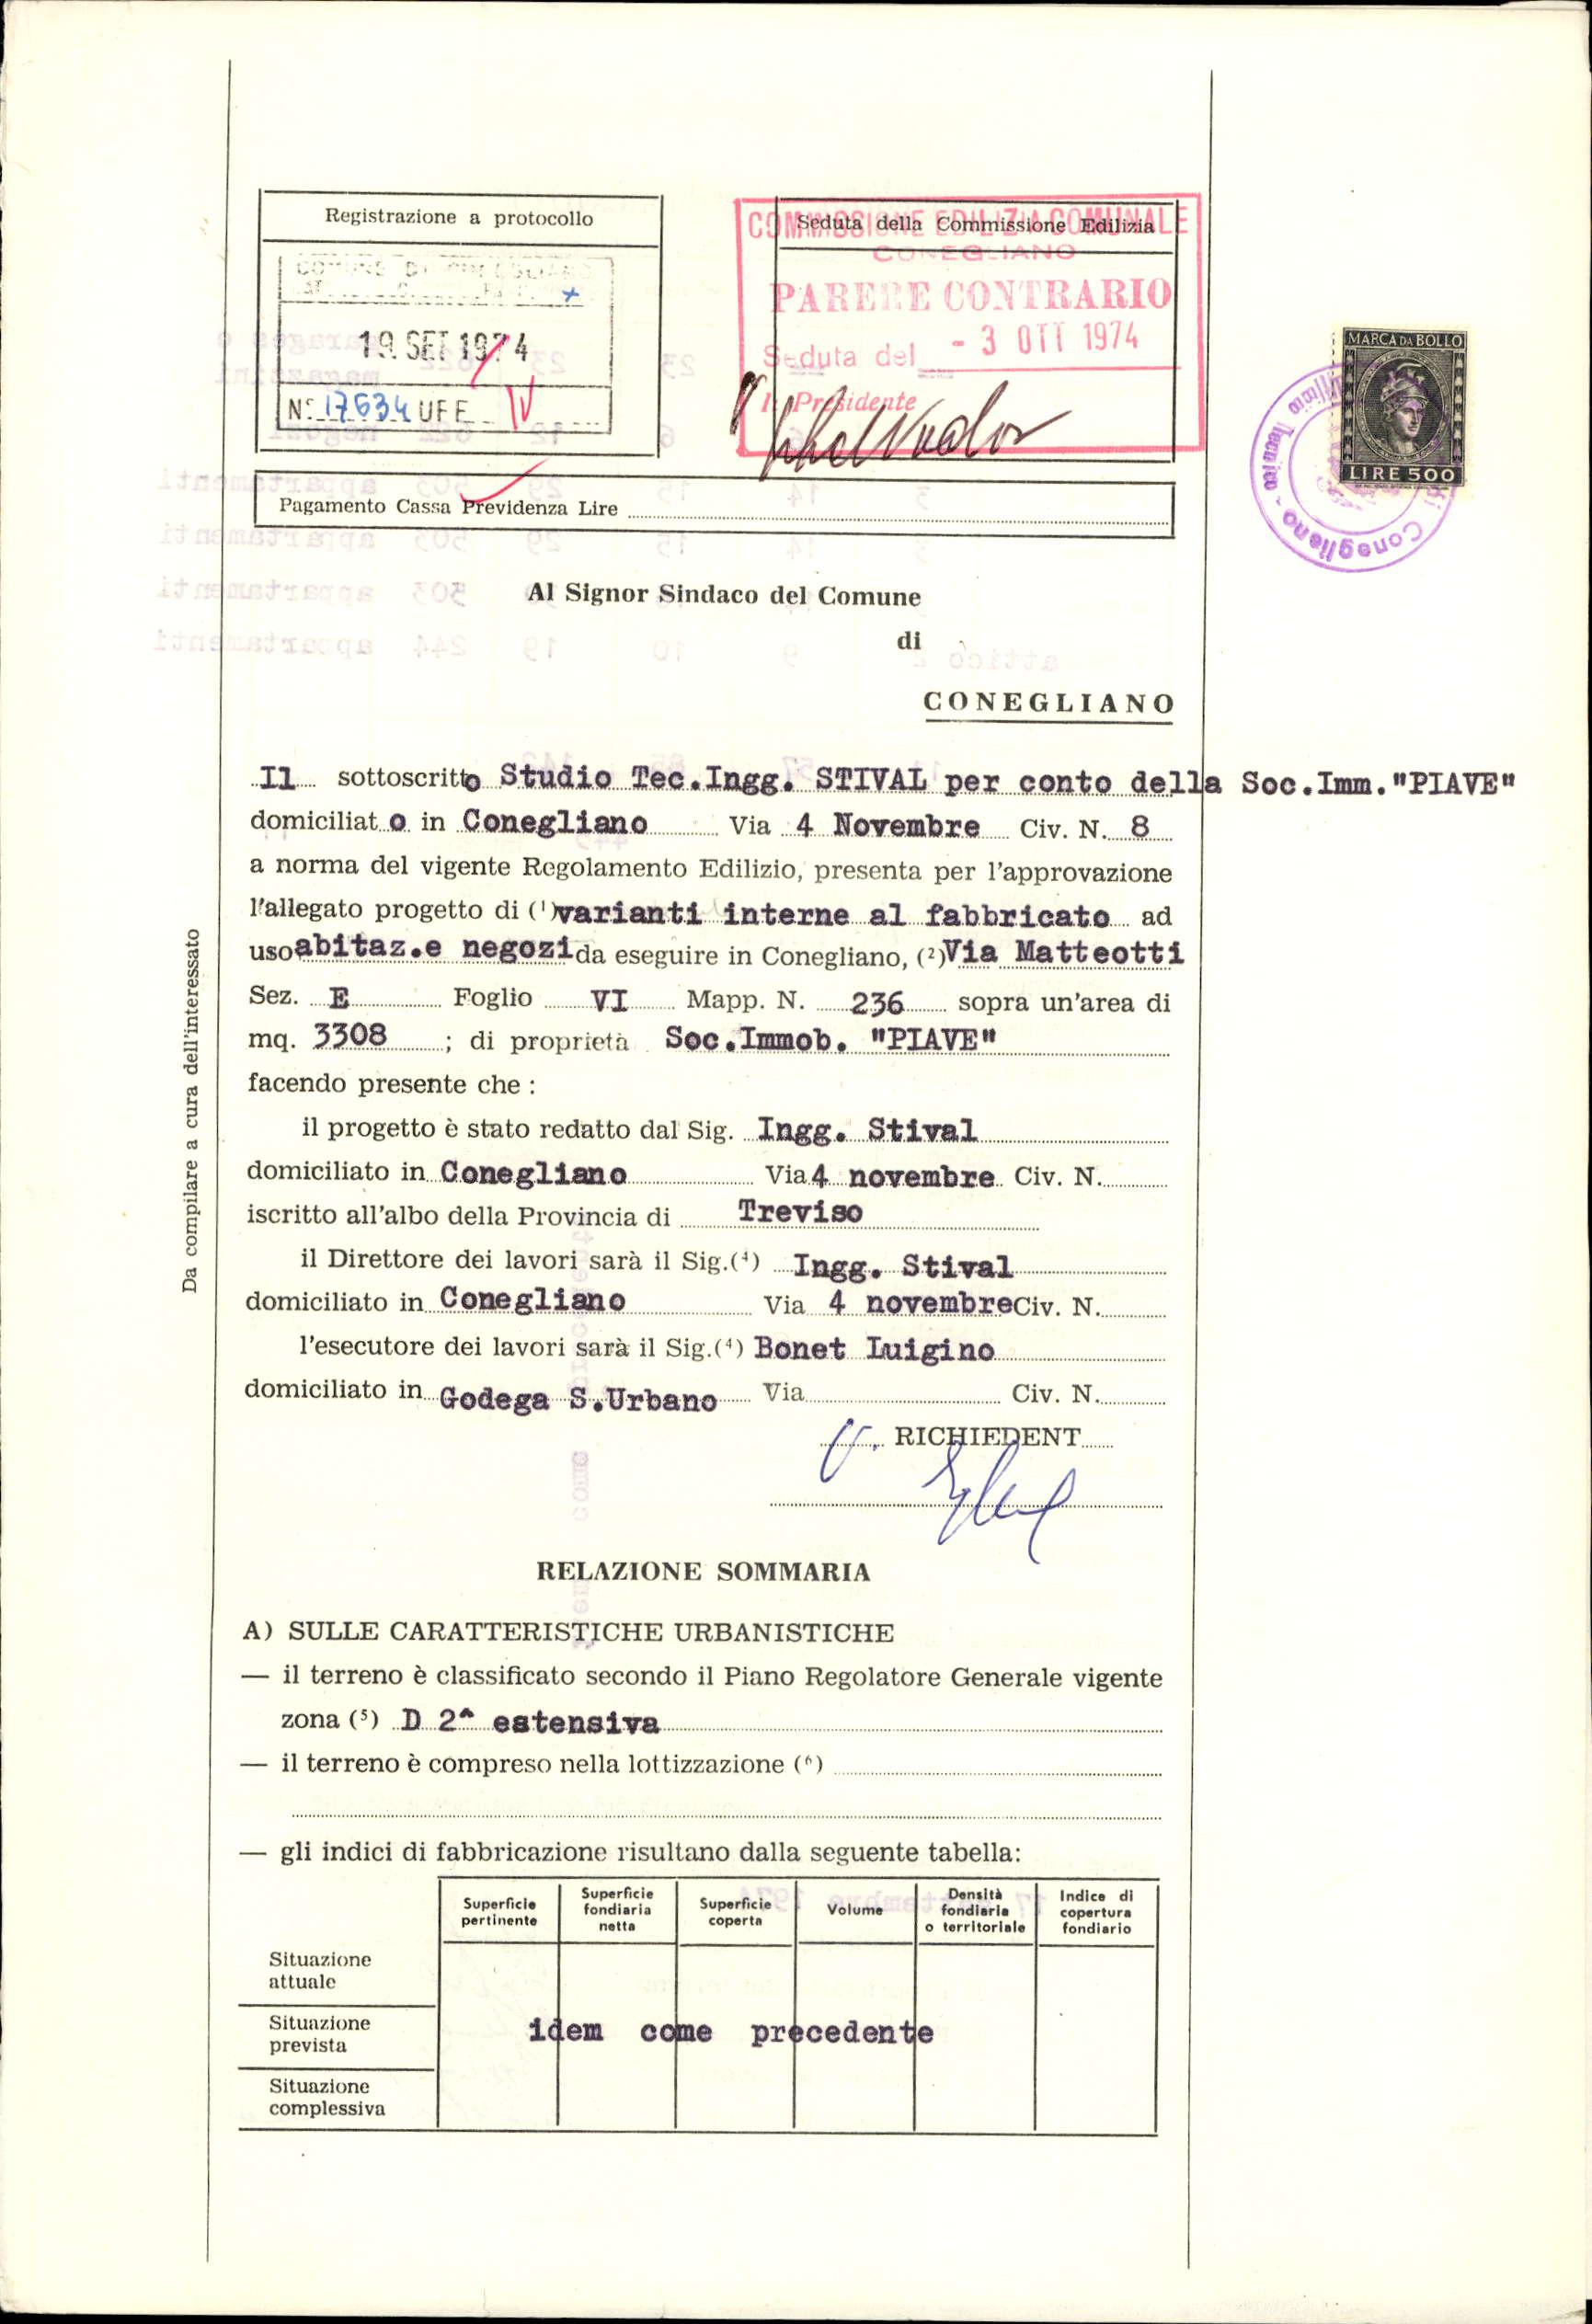 Registrazione a protocollo
COMUNE DI CONEGLIANO
19. SET 1974
N° 17634 UFF. IV
COMMISSIONE EDILIZIA COMUNALE
Seduta della Commissione Edilizia
CONEGLIANO
PARERE CONTRARIO
Seduta del - 3 OTT 1974
Il Presidente
MARCA DA BOLLO
LIRE 500
Conegliano
Tecnico -
Pagamento Cassa Previdenza Lire
Al Signor Sindaco del Comune
di
CONEGLIANO
Il sottoscritto Studio Tec.Ingg. STIVAL per conto della Soc.Imm."PIAVE"
domiciliato in Conegliano Via 4 Novembre Civ. N. 8
a norma del vigente Regolamento Edilizio, presenta per l'approvazione
l'allegato progetto di (1) varianti interne al fabbricato ad
uso abitaz.e negozi da eseguire in Conegliano, (2) Via Matteotti
Sez. E Foglio VI Mapp. N. 236 sopra un'area di
mq. 3308 ; di proprietà Soc.Immob. "PIAVE"
facendo presente che :
il progetto è stato redatto dal Sig. Ingg. Stival
domiciliato in Conegliano Via 4 novembre Civ. N.
iscritto all'albo della Provincia di Treviso
il Direttore dei lavori sarà il Sig.(4) Ingg. Stival
domiciliato in Conegliano Via 4 novembre Civ. N.
l'esecutore dei lavori sarà il Sig.(4) Bonet Luigino
domiciliato in Godega S.Urbano Via Civ. N.
RICHIEDENT
Da compilare a cura dell'interessato
RELAZIONE SOMMARIA
A) SULLE CARATTERISTICHE URBANISTICHE
— il terreno è classificato secondo il Piano Regolatore Generale vigente
zona (5) D 2^ estensiva
— il terreno è compreso nella lottizzazione (6)
— gli indici di fabbricazione risultano dalla seguente tabella:
Superficie pertinente
Superficie fondiaria netta
Superficie coperta
Volume
Densità fondiaria o territoriale
Indice di copertura fondiario
Situazione attuale
Situazione prevista
idem come precedente
Situazione complessiva